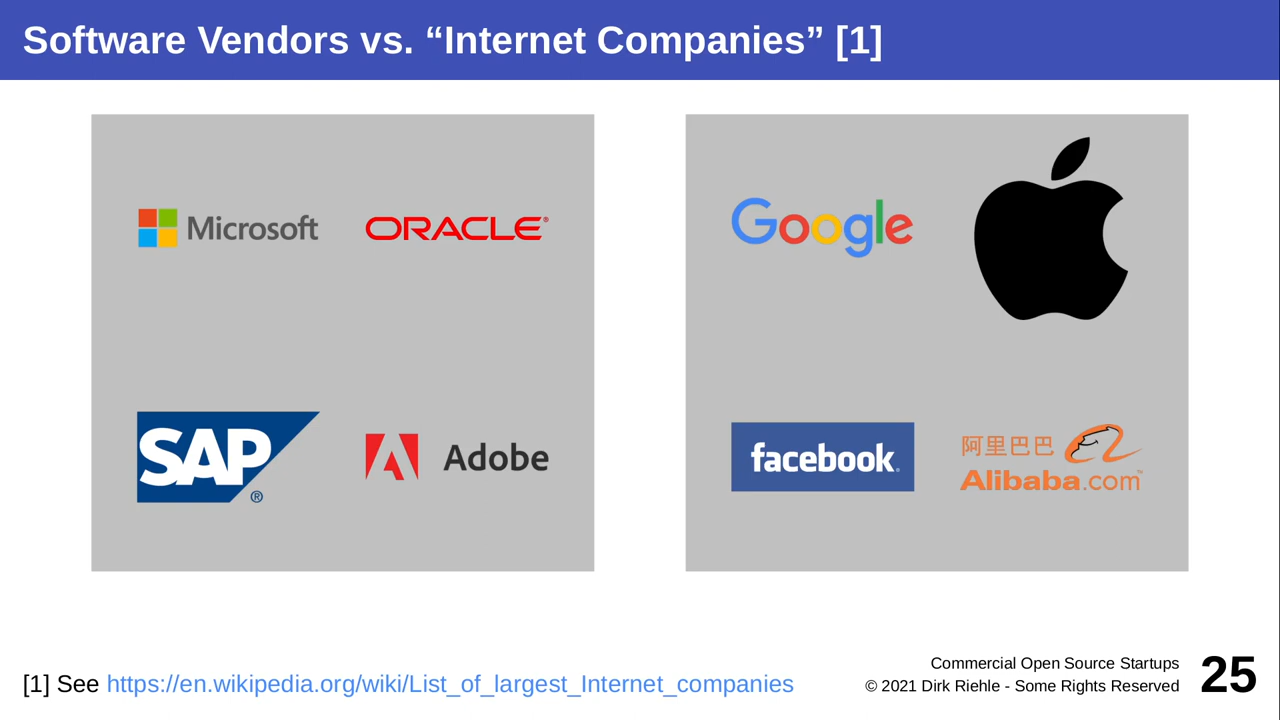 Software Vendors vs. “Internet Companies” [1]
Microsoft
ORACLE®
Google
SAP
®
Adobe
facebook.
阿里巴巴
Alibaba.com™
[1] See https://en.wikipedia.org/wiki/List_of_largest_Internet_companies
Commercial Open Source Startups
© 2021 Dirk Riehle - Some Rights Reserved
25